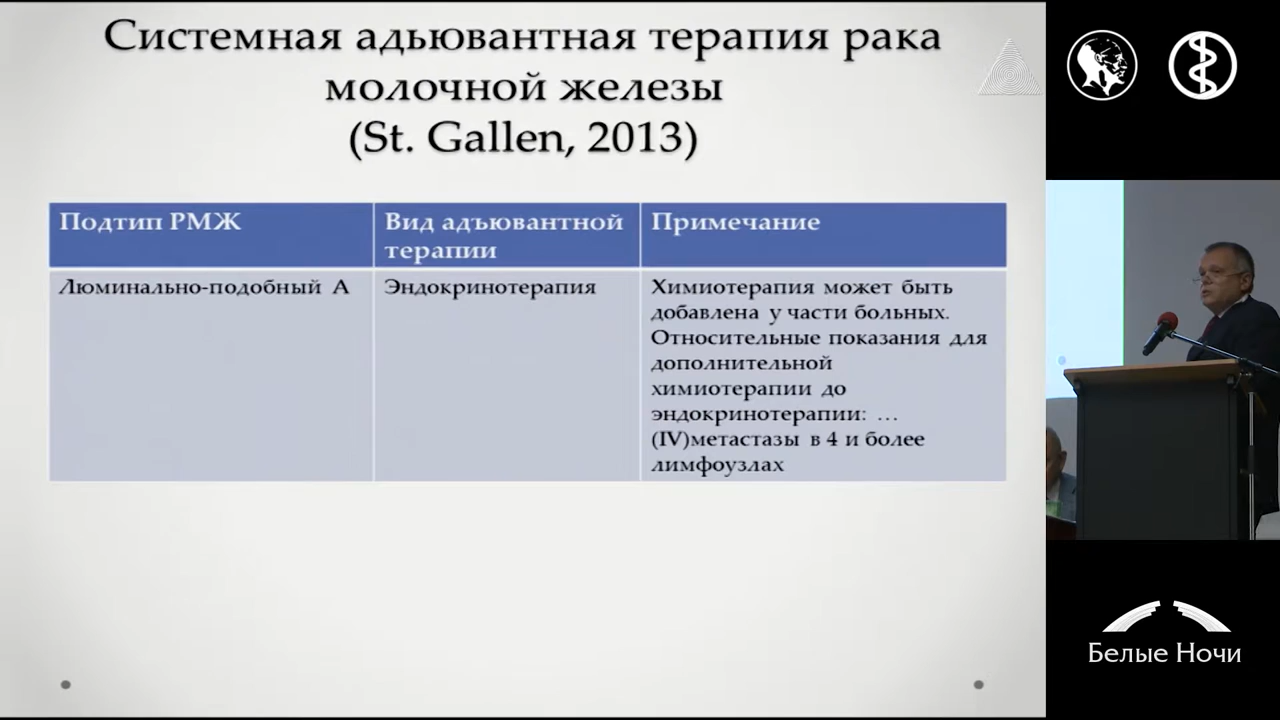 Системная адьювантная терапия рака
молочной железы
(St. Gallen, 2013)
Подтип РМЖ
Вид адъювантной
терапии
Примечание
Люминально-подобный А
Эндокринотерапия
Химиотерапия может быть
добавлена у части больных.
Относительные показания для
дополнительной
химиотерапии до
эндокринотерапии: …
(IV)метастазы в 4 и более
лимфоузлах
Белые Ночи